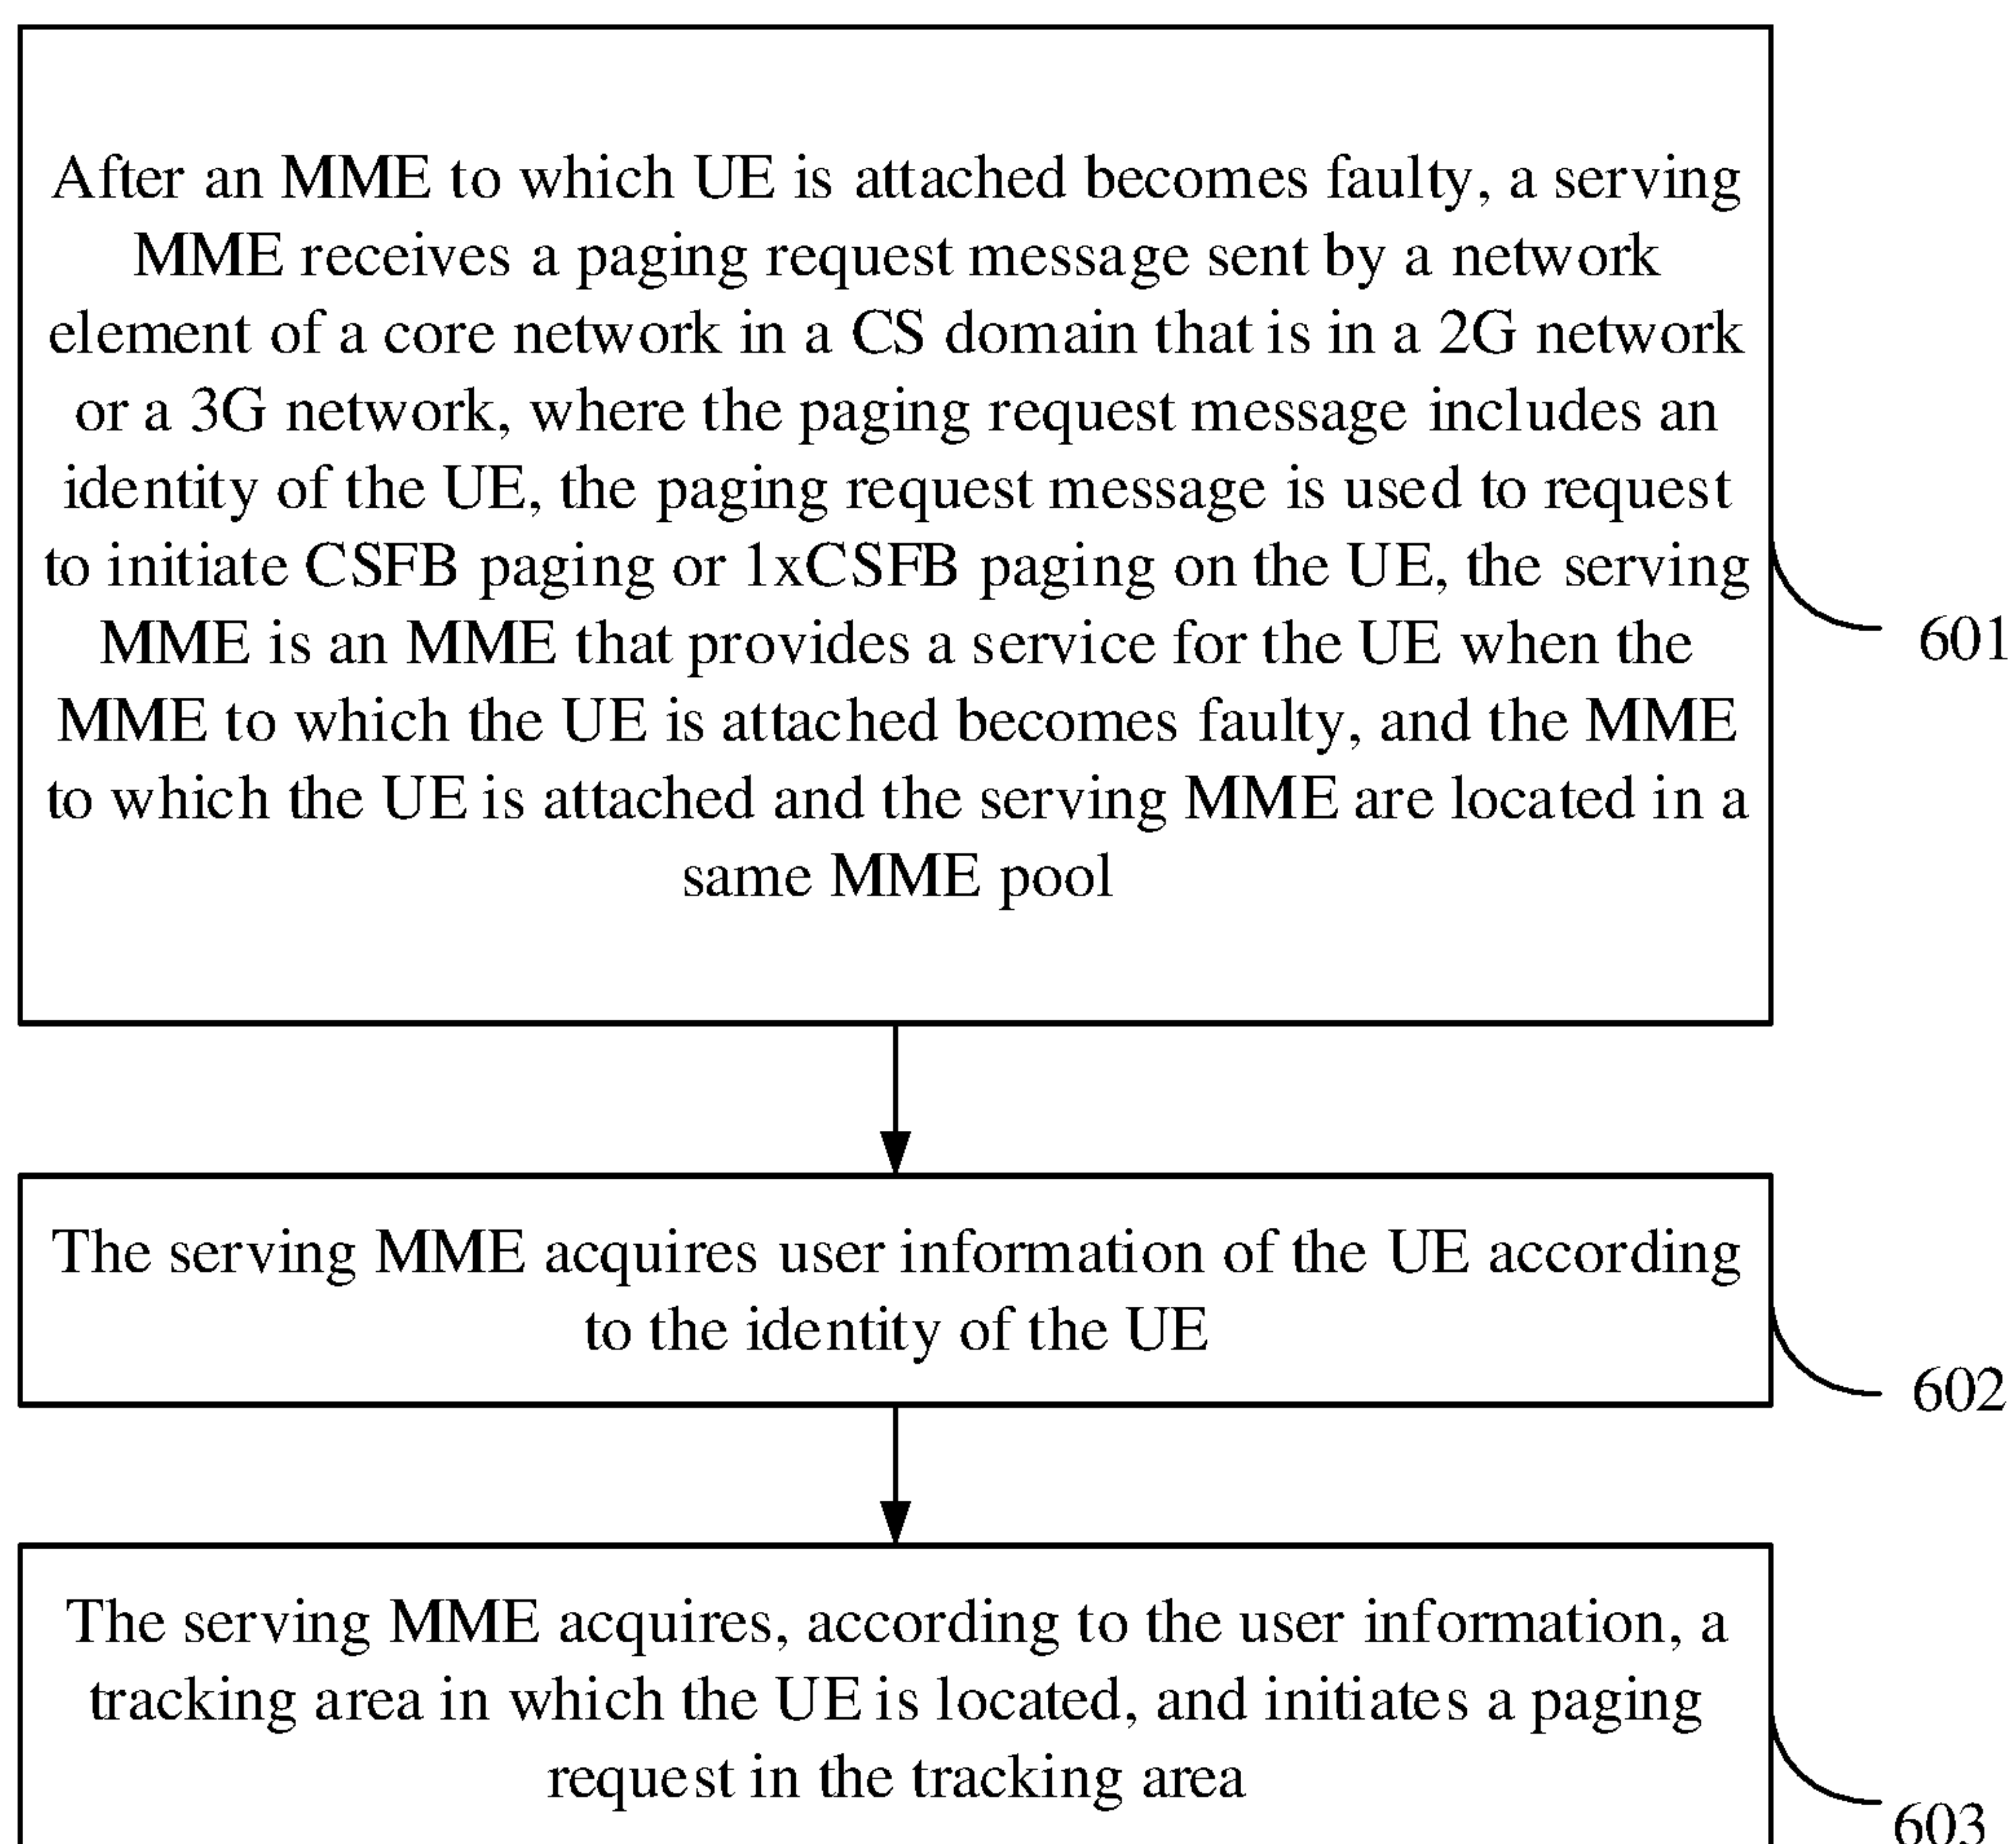 After an MME to which UE is attached becomes faulty, a serving
MME receives a paging request message sent by a network
element of a core network in a CS domain that is in a 2G network
or a 3G network, where the paging request message includes an
identity of the UE, the paging request message is used to request
to initiate CSFB paging or 1xCSFB paging on the UE, the serving
MME is an MME that provides a service for the UE when the
MME to which the UE is attached becomes faulty, and the MME
to which the UE is attached and the serving MME are located in a
same MME pool
601
The serving MME acquires user information of the UE according
to the identity of the UE
602
The serving MME acquires, according to the user information, a
tracking area in which the UE is located, and initiates a paging
request in the tracking area
603